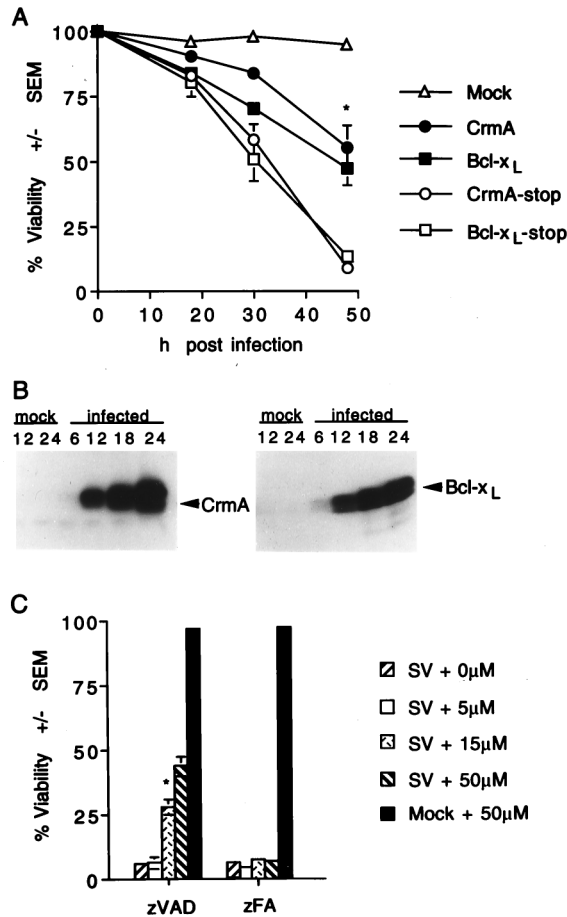 A
% Viability +/- SEM
100
75
50
25
0
0 10 20 30 40 50
h post infection
*
Mock
CrmA
Bcl-xL
CrmA-stop
Bcl-xL-stop
B
mock infected
12 24 6 12 18 24
CrmA
mock infected
12 24 6 12 18 24
Bcl-xL
C
% Viability +/- SEM
100
75
50
25
0
*
zVAD zFA
SV + 0μM
SV + 5μM
SV + 15μM
SV + 50μM
Mock + 50μM